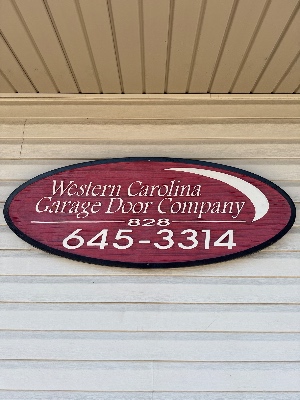 Western Carolina
Garage Door Company
828
645-3314